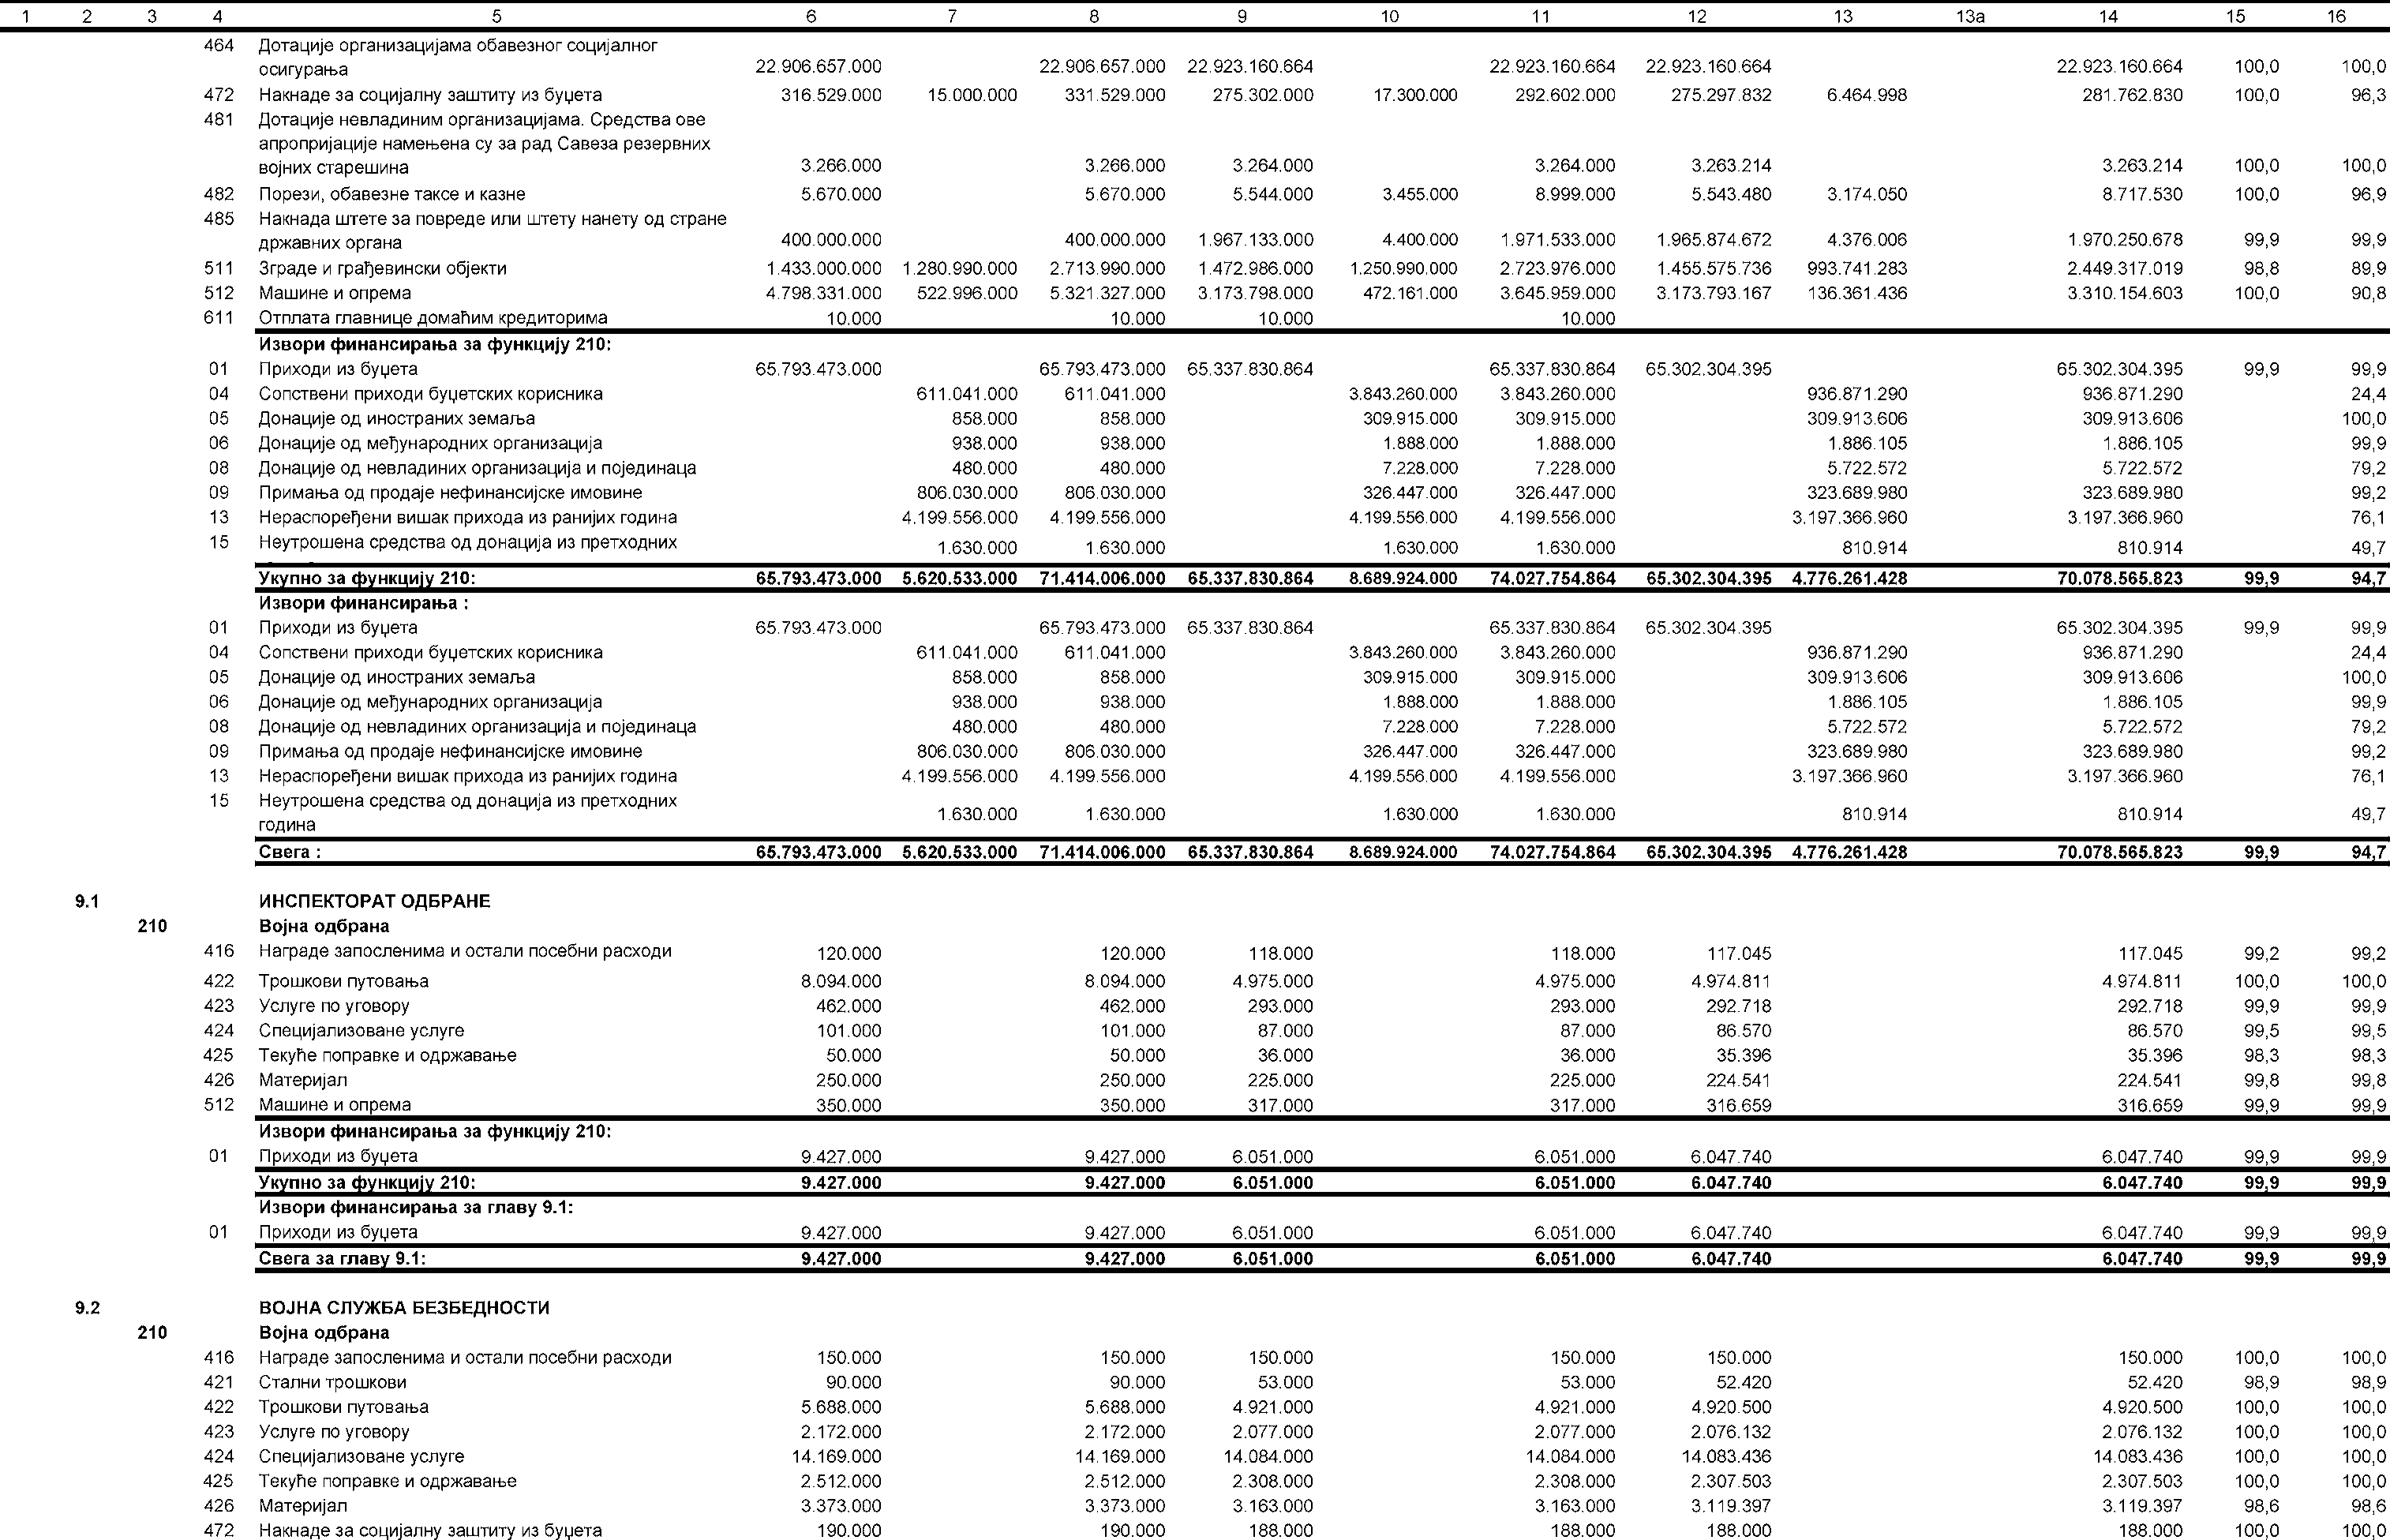 1 2 3 4 5 6 7 8 9 10 11 12 13 13a 14 15 16
464 Дотације организацијама обавезног социјалног
осигурања 22.906.657.000 22.906.657.000 22.923.160.664 22.923.160.664 22.923.160.664 22.923.160.664 100,0 100,0
472 Накнаде за социјалну заштиту из буџета 316.529.000 15.000.000 331.529.000 275.302.000 17.300.000 292.602.000 275.297.832 6.464.998 281.762.830 100,0 96,3
481 Дотације невладиним организацијама. Средства ове
апропријације намењена су за рад Савеза резервних
војних старешина 3.266.000 3.266.000 3.264.000 3.264.000 3.263.214 3.263.214 100,0 100,0
482 Порези, обавезне таксе и казне 5.670.000 5.670.000 5.544.000 3.455.000 8.999.000 5.543.480 3.174.050 8.717.530 100,0 96,9
485 Накнада штете за повреде или штету нанету од стране
државних органа 400.000.000 400.000.000 1.967.133.000 4.400.000 1.971.533.000 1.965.874.672 4.376.006 1.970.250.678 99,9 99,9
511 Зграде и грађевински објекти 1.433.000.000 1.280.990.000 2.713.990.000 1.472.986.000 1.250.990.000 2.723.976.000 1.455.575.736 993.741.283 2.449.317.019 98,8 89,9
512 Машине и опрема 4.798.331.000 522.996.000 5.321.327.000 3.173.798.000 472.161.000 3.645.959.000 3.173.793.167 136.361.436 3.310.154.603 100,0 90,8
611 Отплата главнице домаћим кредиторима 10.000 10.000 10.000 10.000
Извори финансирања за функцију 210:
01 Приходи из буџета 65.793.473.000 65.793.473.000 65.337.830.864 65.337.830.864 65.302.304.395 65.302.304.395 99,9 99,9
04 Сопствени приходи буџетских корисника 611.041.000 611.041.000 3.843.260.000 3.843.260.000 936.871.290 936.871.290 24,4
05 Донације од иностраних земаља 858.000 858.000 309.915.000 309.915.000 309.913.606 309.913.606 100,0
06 Донације од међународних организација 938.000 938.000 1.888.000 1.888.000 1.886.105 1.886.105 99,9
08 Донације од невладиних организација и појединаца 480.000 480.000 7.228.000 7.228.000 5.722.572 5.722.572 79,2
09 Примања од продаје нефинансијске имовине 806.030.000 806.030.000 326.447.000 326.447.000 323.689.980 323.689.980 99,2
13 Нераспоређени вишак прихода из ранијих година 4.199.556.000 4.199.556.000 4.199.556.000 4.199.556.000 3.197.366.960 3.197.366.960 76,1
15 Неутрошена средства од донација из претходних 1.630.000 1.630.000 1.630.000 1.630.000 810.914 810.914 49,7
Укупно за функцију 210: 65.793.473.000 5.620.533.000 71.414.006.000 65.337.830.864 8.689.924.000 74.027.754.864 65.302.304.395 4.776.261.428 70.078.565.823 99,9 94,7
Извори финансирања :
01 Приходи из буџета 65.793.473.000 65.793.473.000 65.337.830.864 65.337.830.864 65.302.304.395 65.302.304.395 99,9 99,9
04 Сопствени приходи буџетских корисника 611.041.000 611.041.000 3.843.260.000 3.843.260.000 936.871.290 936.871.290 24,4
05 Донације од иностраних земаља 858.000 858.000 309.915.000 309.915.000 309.913.606 309.913.606 100,0
06 Донације од међународних организација 938.000 938.000 1.888.000 1.888.000 1.886.105 1.886.105 99,9
08 Донације од невладиних организација и појединаца 480.000 480.000 7.228.000 7.228.000 5.722.572 5.722.572 79,2
09 Примања од продаје нефинансијске имовине 806.030.000 806.030.000 326.447.000 326.447.000 323.689.980 323.689.980 99,2
13 Нераспоређени вишак прихода из ранијих година 4.199.556.000 4.199.556.000 4.199.556.000 4.199.556.000 3.197.366.960 3.197.366.960 76,1
15 Неутрошена средства од донација из претходних
година 1.630.000 1.630.000 1.630.000 1.630.000 810.914 810.914 49,7
Свега : 65.793.473.000 5.620.533.000 71.414.006.000 65.337.830.864 8.689.924.000 74.027.754.864 65.302.304.395 4.776.261.428 70.078.565.823 99,9 94,7
9.1 ИНСПЕКТОРАТ ОДБРАНЕ
210 Војна одбрана
416 Награде запосленима и остали посебни расходи 120.000 120.000 118.000 118.000 117.045 117.045 99,2 99,2
422 Трошкови путовања 8.094.000 8.094.000 4.975.000 4.975.000 4.974.811 4.974.811 100,0 100,0
423 Услуге по уговору 462.000 462.000 293.000 293.000 292.718 292.718 99,9 99,9
424 Специјализоване услуге 101.000 101.000 87.000 87.000 86.570 86.570 99,5 99,5
425 Текуће поправке и одржавање 50.000 50.000 36.000 36.000 35.396 35.396 98,3 98,3
426 Материјал 250.000 250.000 225.000 225.000 224.541 224.541 99,8 99,8
512 Машине и опрема 350.000 350.000 317.000 317.000 316.659 316.659 99,9 99,9
Извори финансирања за функцију 210:
01 Приходи из буџета 9.427.000 9.427.000 6.051.000 6.051.000 6.047.740 6.047.740 99,9 99,9
Укупно за функцију 210: 9.427.000 9.427.000 6.051.000 6.051.000 6.047.740 6.047.740 99,9 99,9
Извори финансирања за главу 9.1:
01 Приходи из буџета 9.427.000 9.427.000 6.051.000 6.051.000 6.047.740 6.047.740 99,9 99,9
Свега за главу 9.1: 9.427.000 9.427.000 6.051.000 6.051.000 6.047.740 6.047.740 99,9 99,9
9.2 ВОЈНА СЛУЖБА БЕЗБЕДНОСТИ
210 Војна одбрана
416 Награде запосленима и остали посебни расходи 150.000 150.000 150.000 150.000 150.000 150.000 100,0 100,0
421 Стални трошкови 90.000 90.000 53.000 53.000 52.420 52.420 98,9 98,9
422 Трошкови путовања 5.688.000 5.688.000 4.921.000 4.921.000 4.920.500 4.920.500 100,0 100,0
423 Услуге по уговору 2.172.000 2.172.000 2.077.000 2.077.000 2.076.132 2.076.132 100,0 100,0
424 Специјализоване услуге 14.169.000 14.169.000 14.084.000 14.084.000 14.083.436 14.083.436 100,0 100,0
425 Текуће поправке и одржавање 2.512.000 2.512.000 2.308.000 2.308.000 2.307.503 2.307.503 100,0 100,0
426 Материјал 3.373.000 3.373.000 3.163.000 3.163.000 3.119.397 3.119.397 98,6 98,6
472 Накнаде за социјалну заштиту из буџета 190.000 190.000 188.000 188.000 188.000 188.000 100,0 100,0